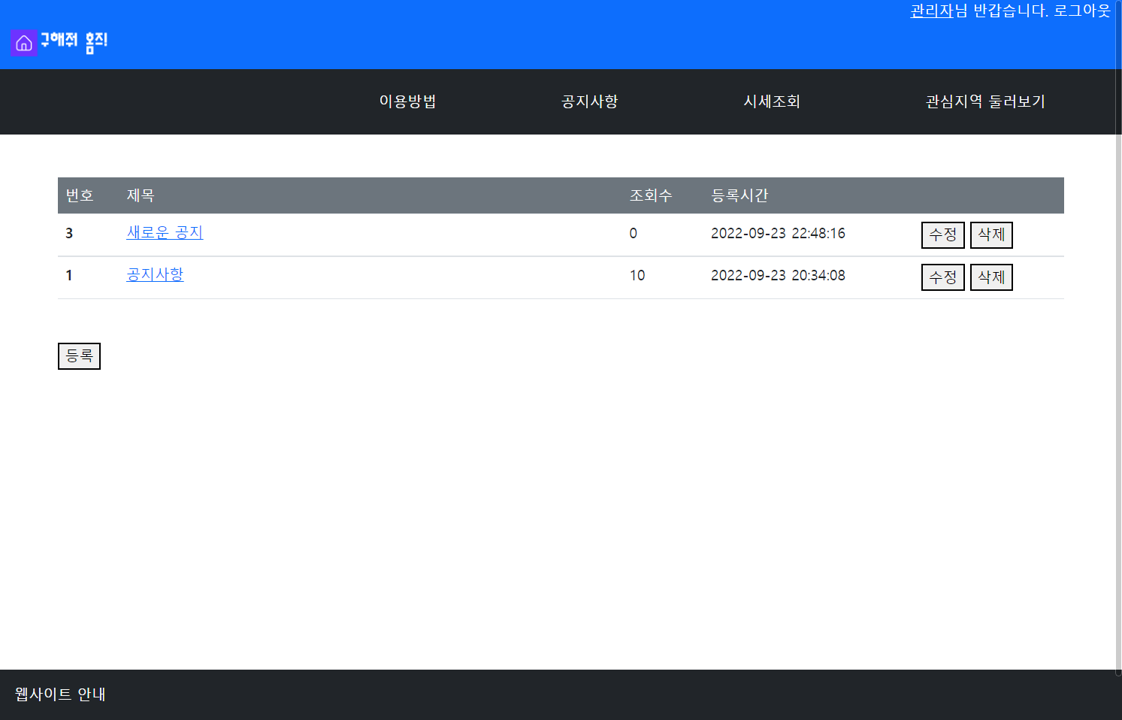 관리자님 반갑습니다. 로그아웃
구해줘 홈즈!
이용방법 공지사항 시세조회 관심지역 둘러보기
번호 제목 조회수 등록시간
3 새로운 공지 0 2022-09-23 22:48:16 수정 삭제
1 공지사항 10 2022-09-23 20:34:08 수정 삭제
등록
웹사이트 안내